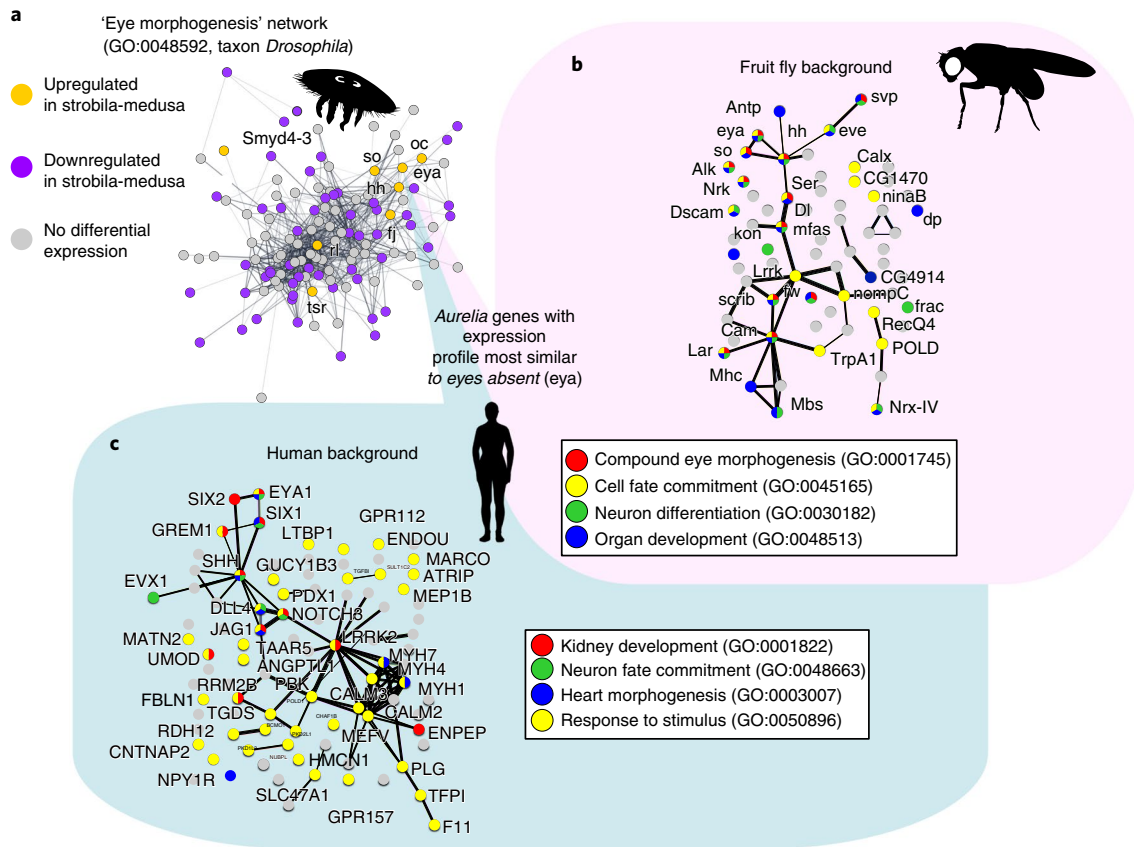 a
'Eye morphogenesis' network
(GO:0048592, taxon Drosophila)
Upregulated
in strobila-medusa
Downregulated
in strobila-medusa
No differential
expression
Smyd4-3
so
oc
eya
hh
fj
rl
tsr
Aurelia genes with
expression
profile most similar
to eyes absent (eya)
b
Fruit fly background
Antp
svp
eya
hh
eve
so
Calx
Alk
CG1470
Nrk
Ser
ninaB
Dscam
Dl
dp
kon
mfas
Lrrk
CG4914
scrib
fw
nompC
frac
Cam
RecQ4
Lar
TrpA1
POLD
Mhc
Mbs
Nrx-IV
Compound eye morphogenesis (GO:0001745)
Cell fate commitment (GO:0045165)
Neuron differentiation (GO:0030182)
Organ development (GO:0048513)
c
Human background
SIX2
EYA1
SIX1
GPR112
GREM1
LTBP1
ENDOU
SHH
GUCY1B3
TGFBI
SULT1C2
MARCO
ATRIP
EVX1
PDX1
MEP1B
DLL4
NOTCH3
JAG1
MATN2
TAAR5
LRRK2
UMOD
ANGPTL1
MYH7
MYH4
RRM2B
PBK
MYH1
FBLN1
POLD1
CALM3
TGDS
CALM2
RDH12
BCMO1
CHAF1B
PKD2L1
MEFV
ENPEP
CNTNAP2
PKD1L2
NUBPL
HMCN1
PLG
NPY1R
SLC47A1
TFPI
GPR157
F11
Kidney development (GO:0001822)
Neuron fate commitment (GO:0048663)
Heart morphogenesis (GO:0003007)
Response to stimulus (GO:0050896)